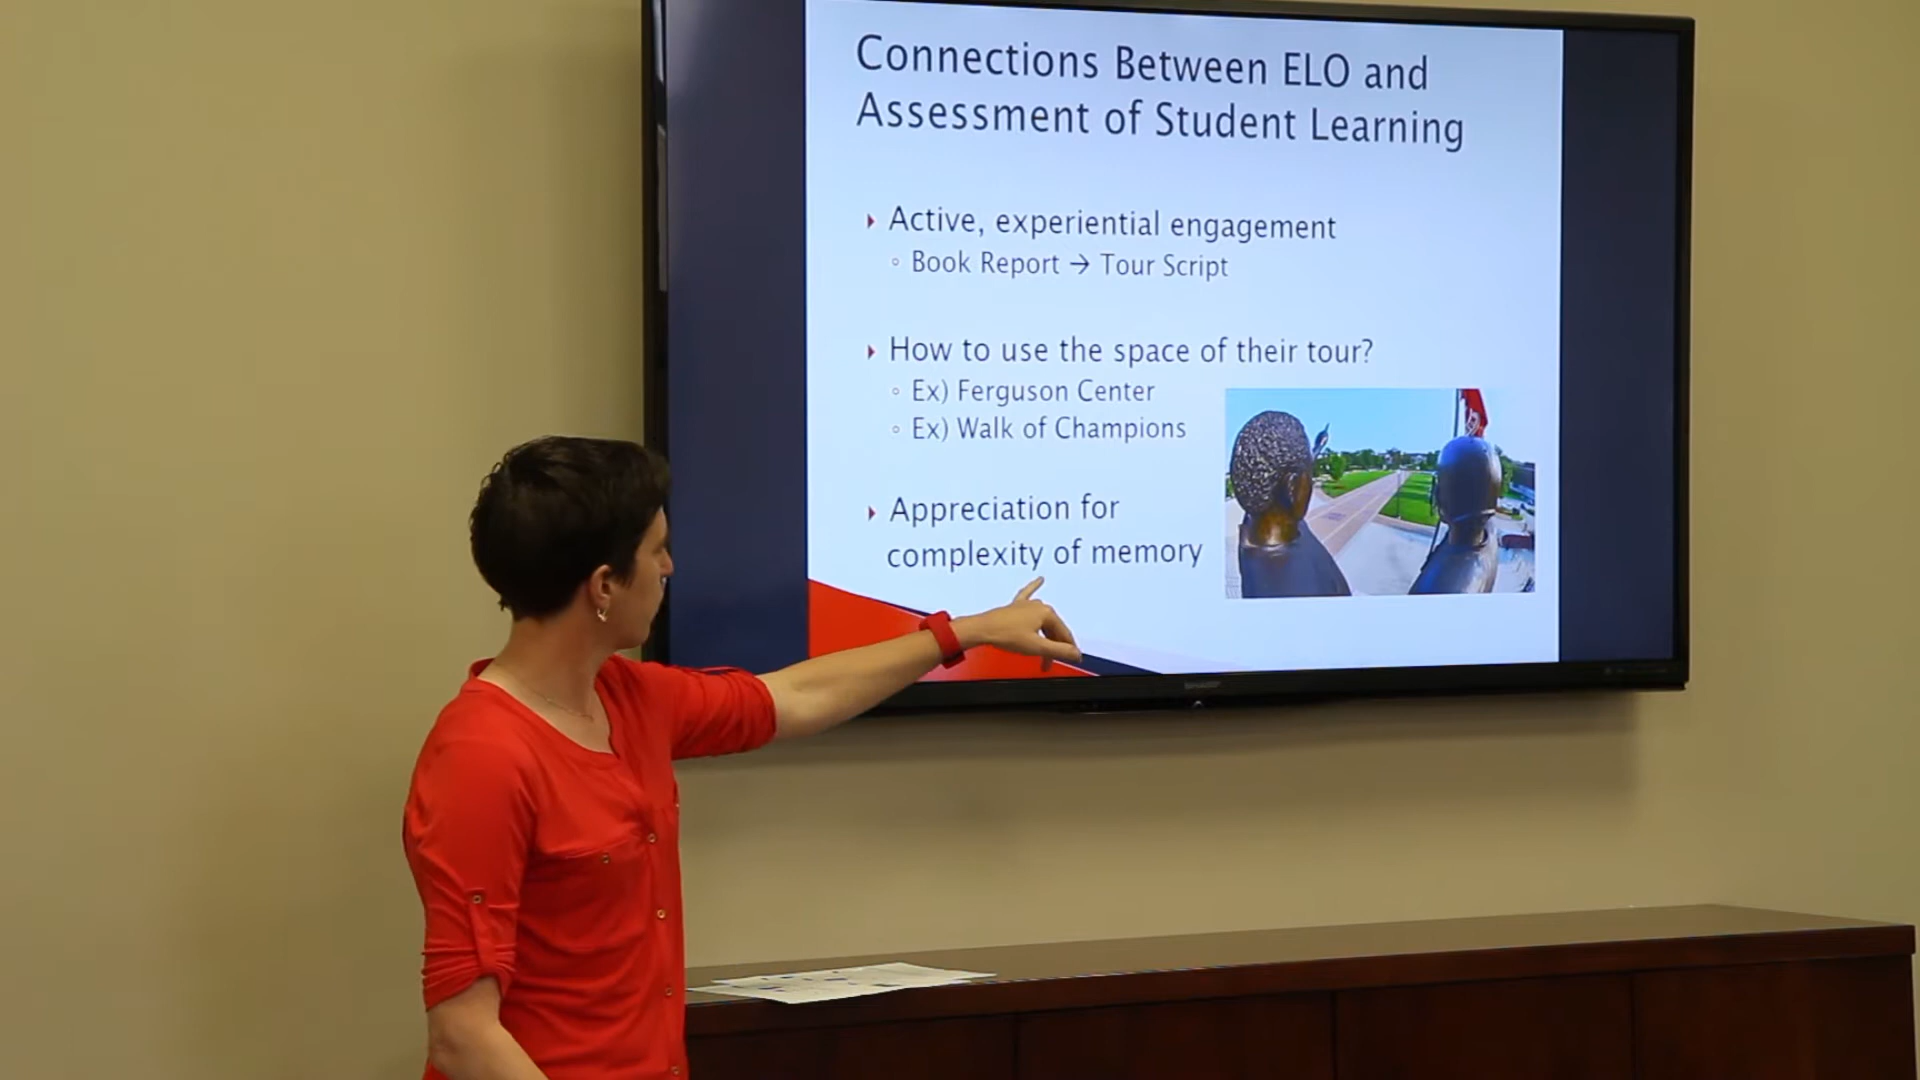 Connections Between ELO and
Assessment of Student Learning
Active, experiential engagement
Book Report → Tour Script
How to use the space of their tour?
Ex) Ferguson Center
Ex) Walk of Champions
Appreciation for
complexity of memory
SHARP